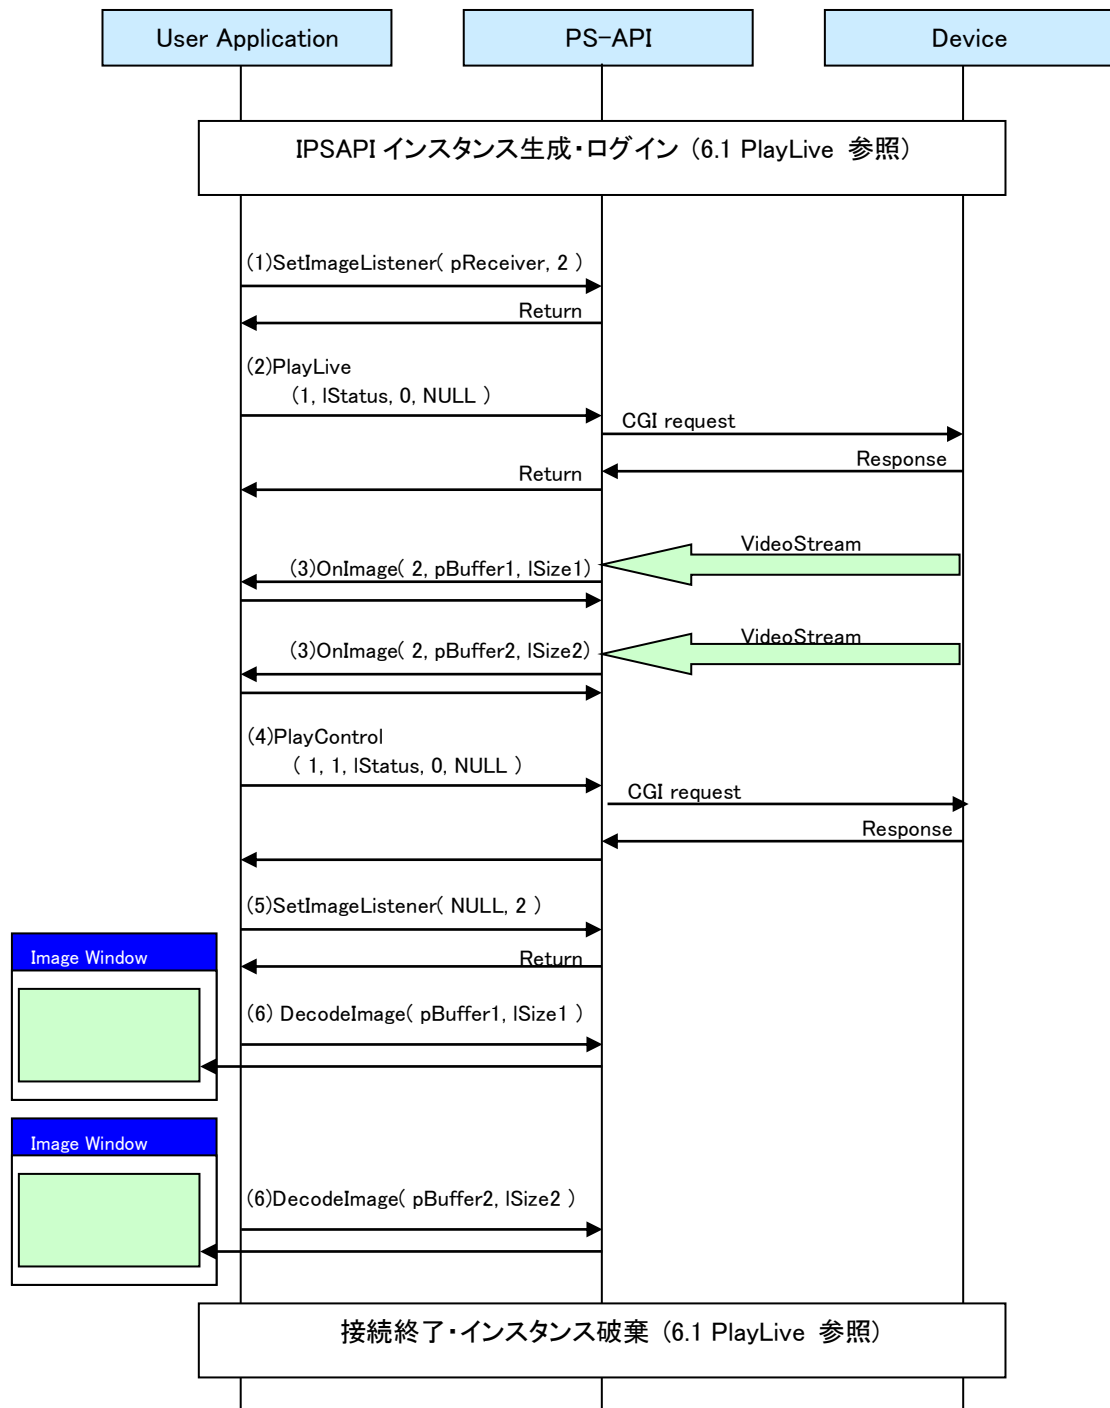 User Application
PS-API
Device
IPSAPI インスタンス生成・ログイン (6.1 PlayLive 参照)
(1)SetImageListener( pReceiver, 2 )
Return
(2)PlayLive
(1, lStatus, 0, NULL )
CGI request
Response
Return
VideoStream
(3)OnImage( 2, pBuffer1, lSize1)
VideoStream
(3)OnImage( 2, pBuffer2, lSize2)
(4)PlayControl
( 1, 1, lStatus, 0, NULL )
CGI request
Response
(5)SetImageListener( NULL, 2 )
Image Window
Return
(6) DecodeImage( pBuffer1, lSize1 )
Image Window
(6)DecodeImage( pBuffer2, lSize2 )
接続終了・インスタンス破棄 (6.1 PlayLive 参照)